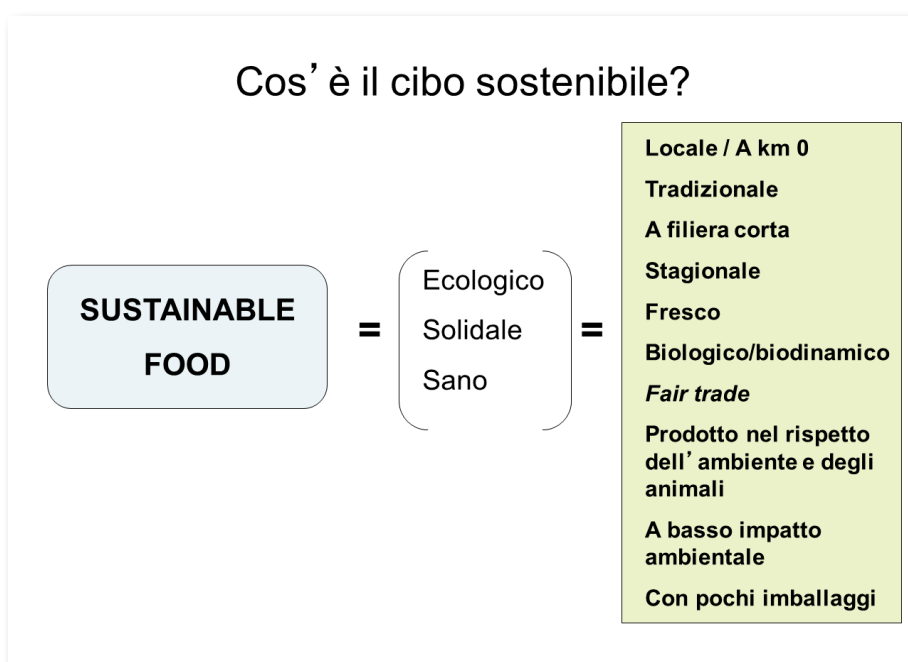 Cos’è il cibo sostenibile?
SUSTAINABLE
FOOD
=
Ecologico
Solidale
Sano
=
Locale / A km 0
Tradizionale
A filiera corta
Stagionale
Fresco
Biologico/biodinamico
Fair trade
Prodotto nel rispetto
dell’ambiente e degli
animali
A basso impatto
ambientale
Con pochi imballaggi